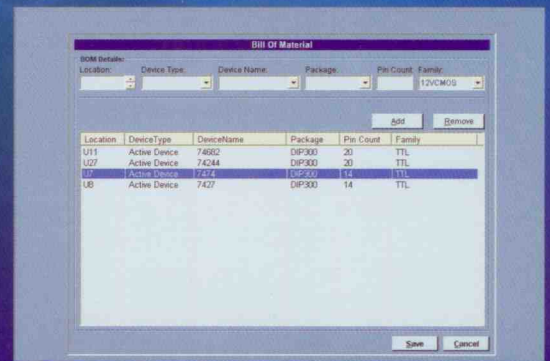 Bill Of Material
BOM Details:
Location: Device Type: Device Name: Package: Pin Count: Family:
12VCMOS
Add Remove
Location DeviceType DeviceName Package Pin Count Family
U11 Active Device 74682 DIP300 20 TTL
U27 Active Device 74244 DIP300 20 TTL
U7 Active Device 7474 DIP300 14 TTL
U8 Active Device 7427 DIP300 14 TTL
Save Cancel